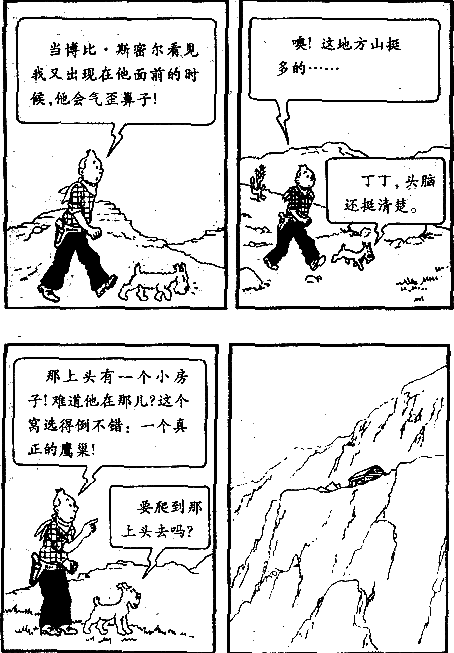 当博比·斯密尔看见
我又出现在他面前的时
候,他会气歪鼻子!
噢!这地方山挺
多的……
丁丁,头脑
还挺清楚。
那上头有一个小房
子!难道他在那儿?这个
窝选得倒不错:一个真
正的鹰巢!
要爬到那
上头去吗?